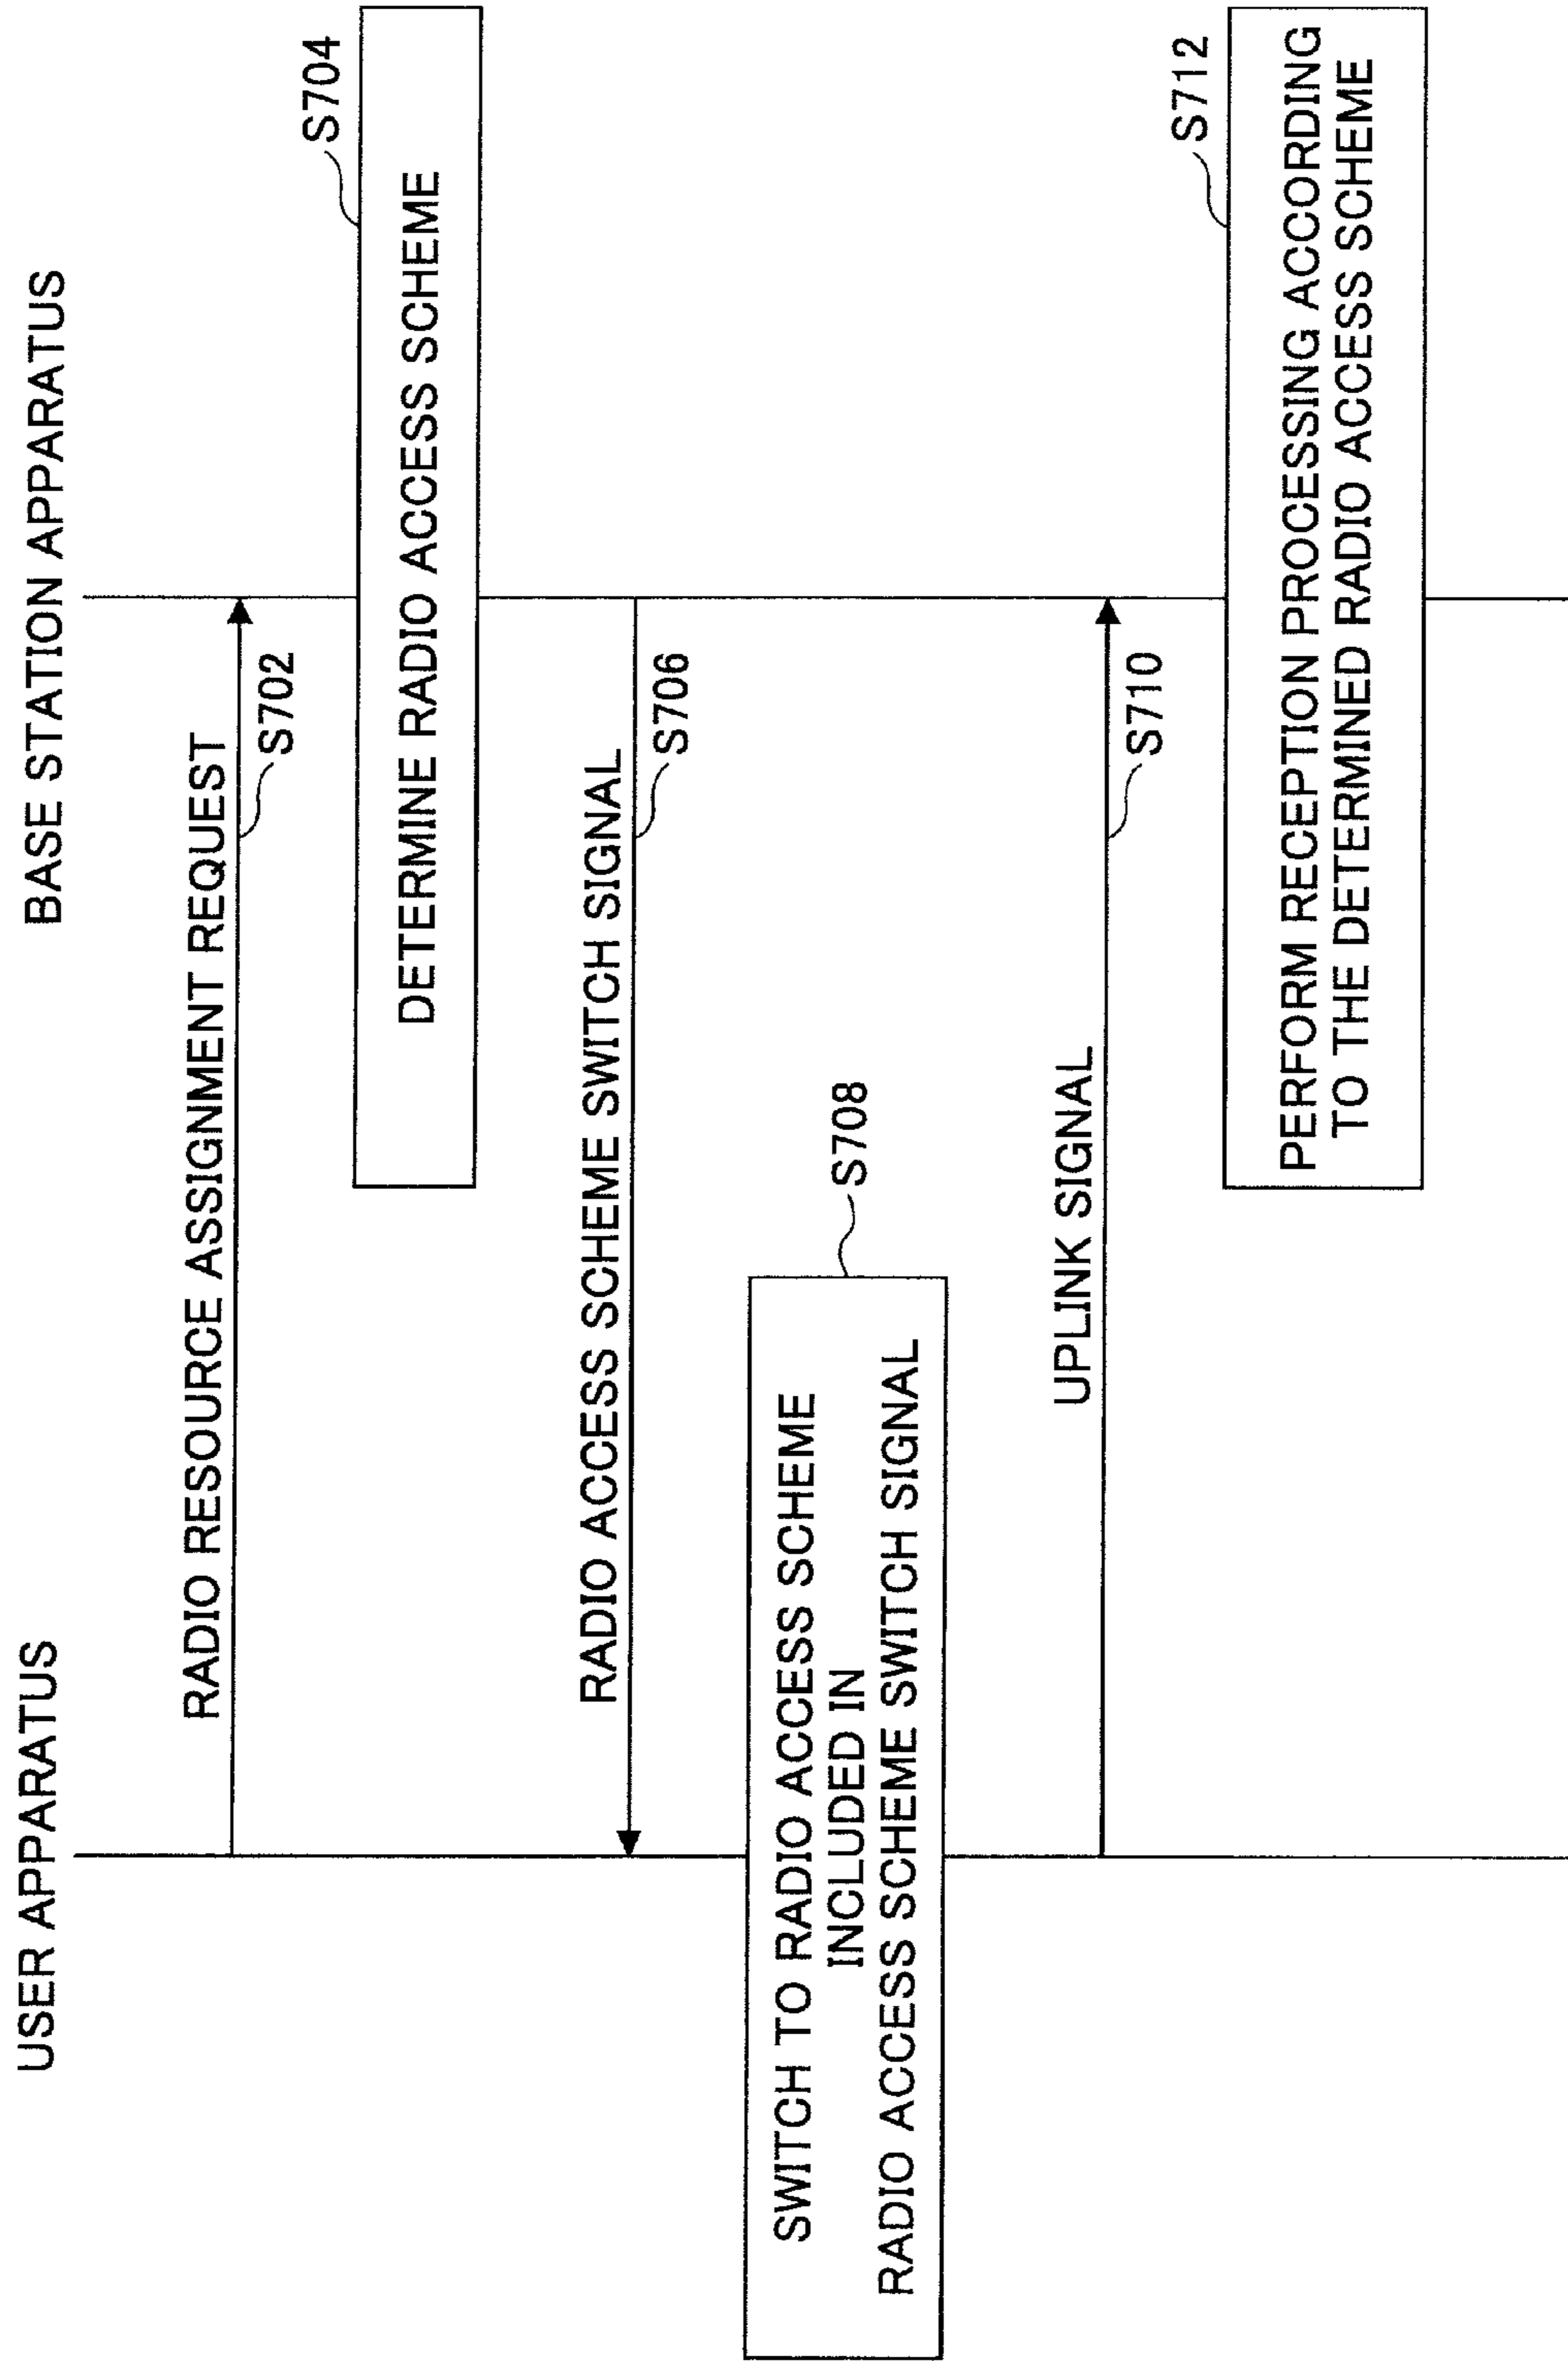 USER APPARATUS
BASE STATION APPARATUS
RADIO RESOURCE ASSIGNMENT REQUEST
S702
S704
DETERMINE RADIO ACCESS SCHEME
RADIO ACCESS SCHEME SWITCH SIGNAL
S706
S708
SWITCH TO RADIO ACCESS SCHEME
INCLUDED IN
RADIO ACCESS SCHEME SWITCH SIGNAL
UPLINK SIGNAL
S710
S712
PERFORM RECEPTION PROCESSING ACCORDING
TO THE DETERMINED RADIO ACCESS SCHEME